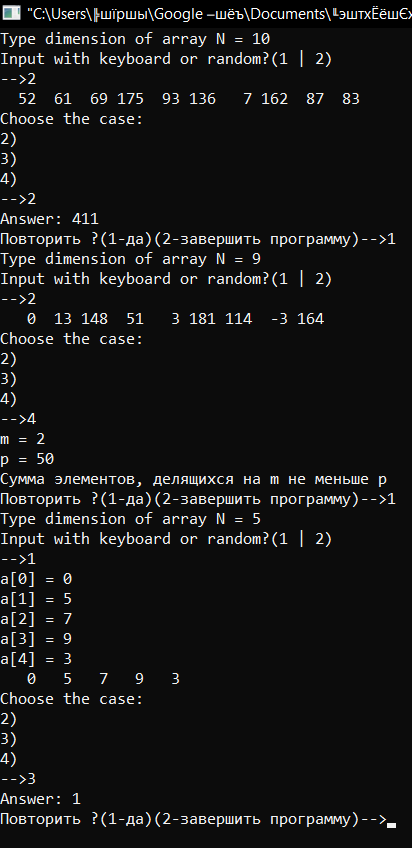 "C:\Users\╠шїршы\Google –шёъ\Documents\╙эштхЁёшЄх
Type dimension of array N = 10
Input with keyboard or random?(1 | 2)
-->2
52 61 69 175 93 136 7 162 87 83
Choose the case:
2)
3)
4)
-->2
Answer: 411
Повторить ?(1-да)(2-завершить программу)-->1
Type dimension of array N = 9
Input with keyboard or random?(1 | 2)
-->2
0 13 148 51 3 181 114 -3 164
Choose the case:
2)
3)
4)
-->4
m = 2
p = 50
Сумма элементов, делящихся на m не меньше p
Повторить ?(1-да)(2-завершить программу)-->1
Type dimension of array N = 5
Input with keyboard or random?(1 | 2)
-->1
a[0] = 0
a[1] = 5
a[2] = 7
a[3] = 9
a[4] = 3
0 5 7 9 3
Choose the case:
2)
3)
4)
-->3
Answer: 1
Повторить ?(1-да)(2-завершить программу)-->